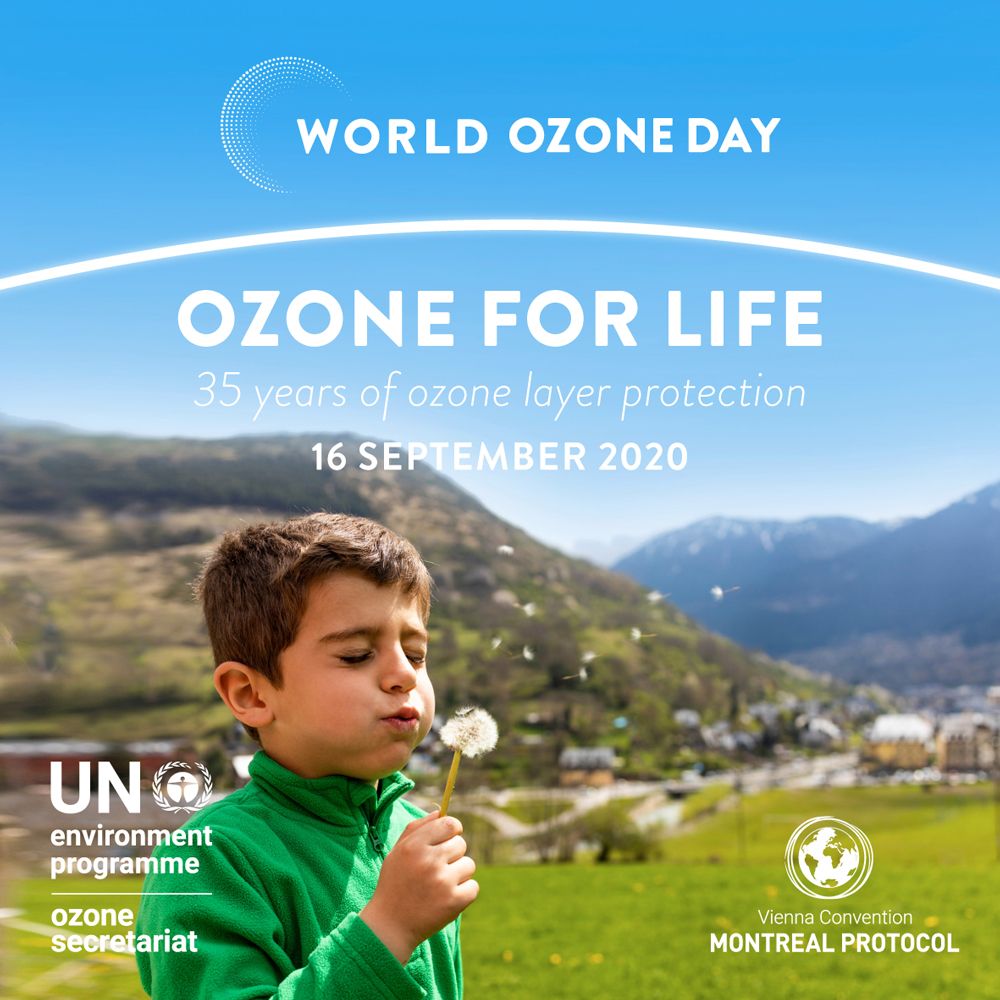 WORLD OZONE DAY
OZONE FOR LIFE
35 years of ozone layer protection
16 SEPTEMBER 2020
UN
environment
programme
ozone
secretariat
Vienna Convention
MONTREAL PROTOCOL